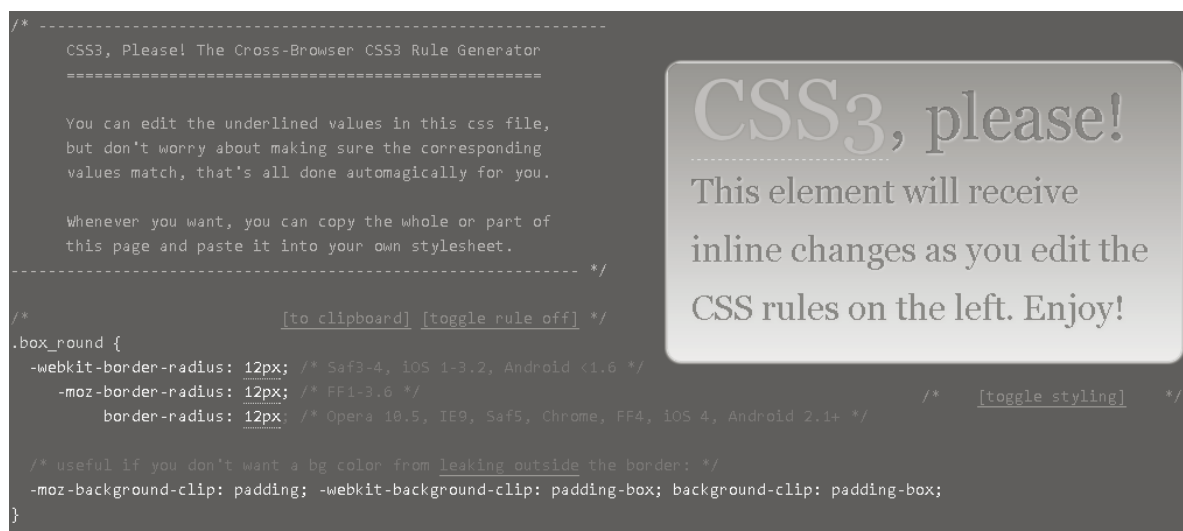 /* -------------------------------------------------------------
CSS3, Please! The Cross-Browser CSS3 Rule Generator
===================================================
You can edit the underlined values in this css file,
but don't worry about making sure the corresponding
values match, that's all done automagically for you.
Whenever you want, you can copy the whole or part of
this page and paste it into your own stylesheet.
------------------------------------------------------------- */
CSS3, please!
This element will receive
inline changes as you edit the
CSS rules on the left. Enjoy!
/* [to clipboard] [toggle rule off] */
.box_round {
-webkit-border-radius: 12px; /* Saf3-4, iOS 1-3.2, Android <1.6 */
-moz-border-radius: 12px; /* FF1-3.6 */
/* [toggle styling] */
border-radius: 12px; /* Opera 10.5, IE9, Saf5, Chrome, FF4, iOS 4, Android 2.1+ */
/* useful if you don't want a bg color from leaking outside the border: */
-moz-background-clip: padding; -webkit-background-clip: padding-box; background-clip: padding-box;
}